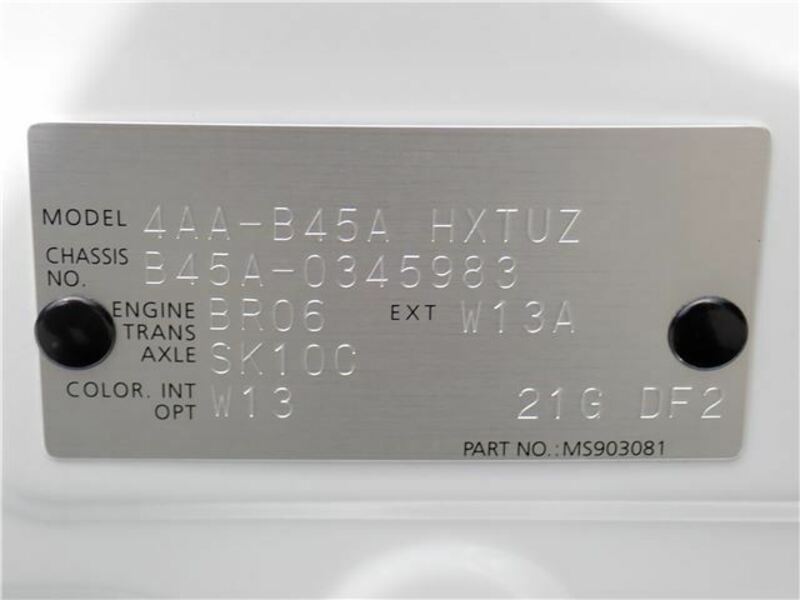 MODEL 4AA-B45A HXTUZ
CHASSIS NO. B45A-0345983
ENGINE BR06 EXT W13A
TRANS AXLE SK10C
COLOR. INT OPT W13 21G DF2
PART NO.:MS903081